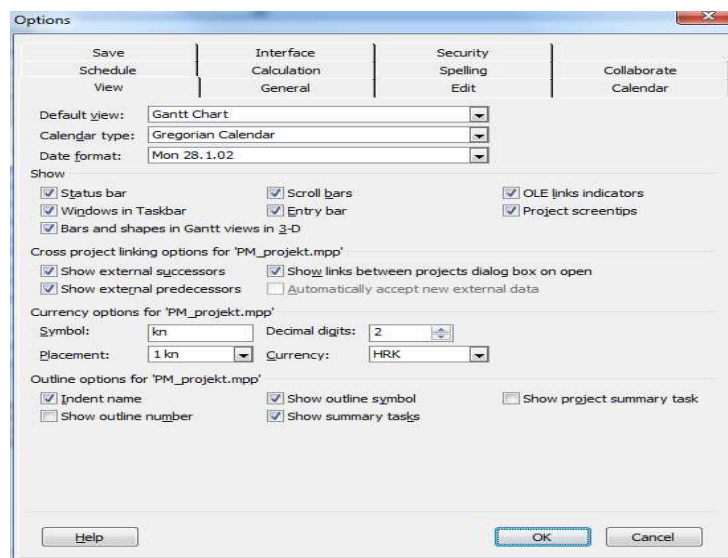 Options
Save Interface Security
Schedule Calculation Spelling Collaborate
View General Edit Calendar
Default view: Gantt Chart
Calendar type: Gregorian Calendar
Date format: Mon 28.1.02
Show
Status bar Scroll bars OLE links indicators
Windows in Taskbar Entry bar Project screentips
Bars and shapes in Gantt views in 3-D
Cross project linking options for 'PM_projekt.mpp'
Show external successors Show links between projects dialog box on open
Show external predecessors Automatically accept new external data
Currency options for 'PM_projekt.mpp'
Symbol: kn Decimal digits: 2
Placement: 1 kn Currency: HRK
Outline options for 'PM_projekt.mpp'
Indent name Show outline symbol Show project summary task
Show outline number Show summary tasks
Help OK Cancel